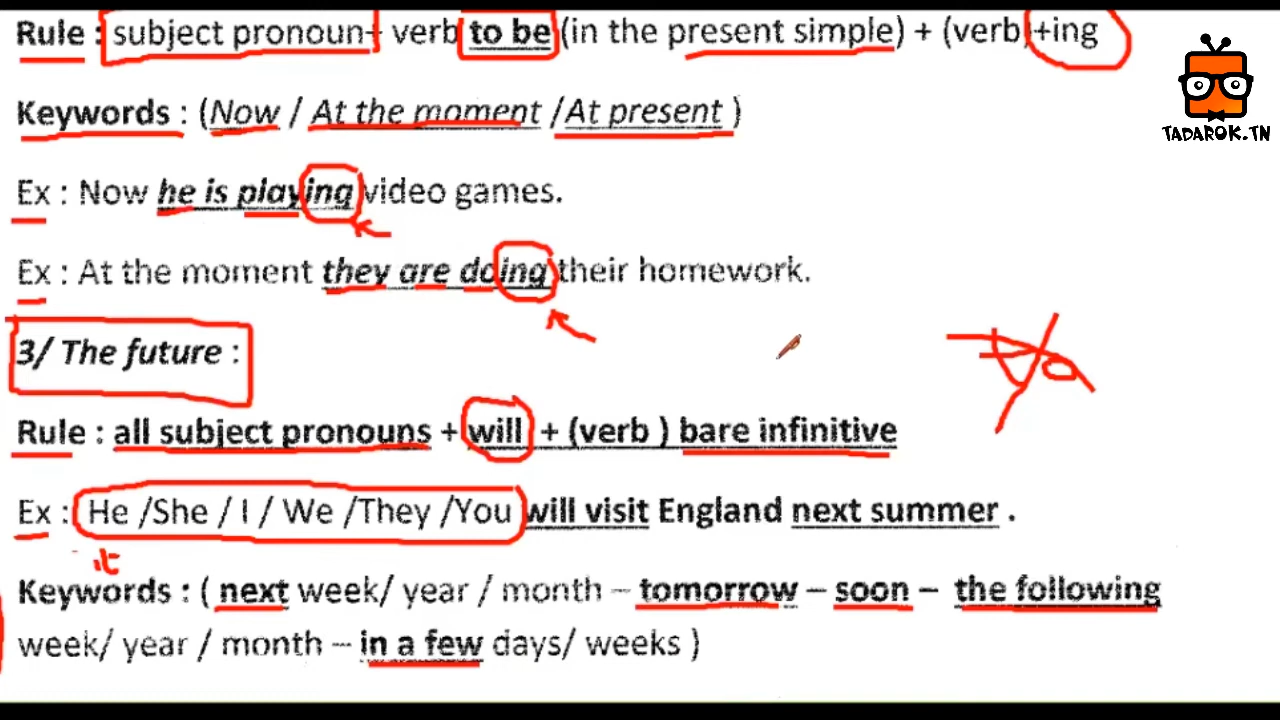 Rule : subject pronoun+ verb to be (in the present simple) + (verb)+ing
Keywords : (Now / At the moment /At present )
TADAROK.TN
Ex : Now he is playing video games.
Ex : At the moment they are doing their homework.
3/ The future :
Rule : all subject pronouns + will + (verb ) bare infinitive
Ex : He /She / I / We /They /You will visit England next summer .
it
Keywords : ( next week/ year / month – tomorrow – soon – the following
week/ year / month – in a few days/ weeks )